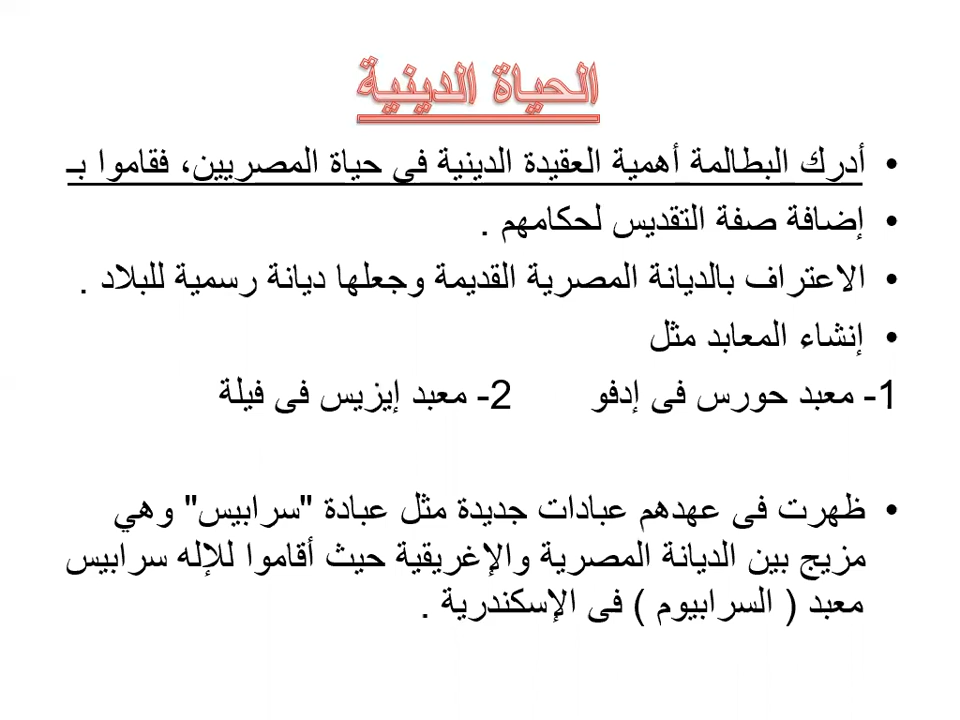 الحياة الدينية
• أدرك البطالمة أهمية العقيدة الدينية فى حياة المصريين، فقاموا بـ
• إضافة صفة التقديس لحكامهم .
• الاعتراف بالديانة المصرية القديمة وجعلها ديانة رسمية للبلاد .
• إنشاء المعابد مثل
1- معبد حورس فى إدفو 2- معبد إيزيس فى فيلة
• ظهرت فى عهدهم عبادات جديدة مثل عبادة "سرابيس" وهي
مزيج بين الديانة المصرية والإغريقية حيث أقاموا للإله سرابيس
معبد ( السرابيوم ) فى الإسكندرية .